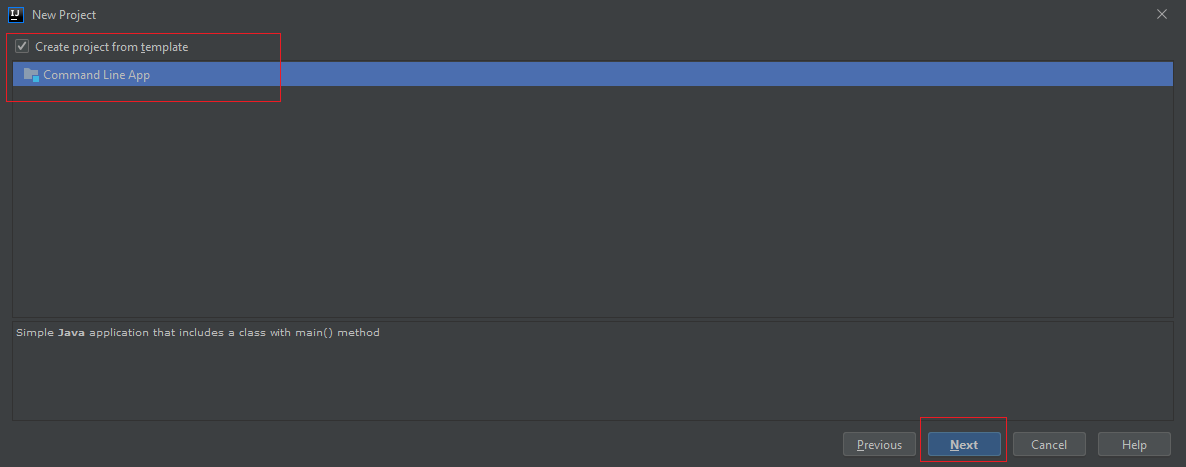 IJ New Project
Create project from template
Command Line App
Simple Java application that includes a class with main() method
Previous Next Cancel Help